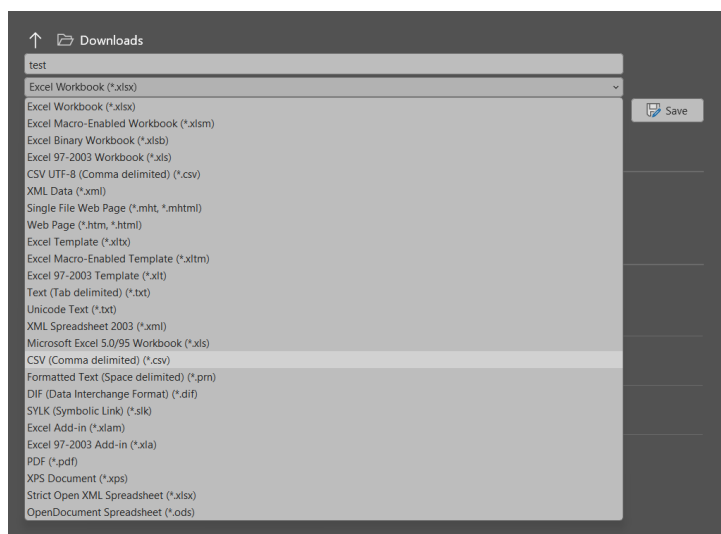 Downloads
test
Excel Workbook (*.xlsx)
Excel Workbook (*.xlsx)
Save
Excel Macro-Enabled Workbook (*.xlsm)
Excel Binary Workbook (*.xlsb)
Excel 97-2003 Workbook (*.xls)
CSV UTF-8 (Comma delimited) (*.csv)
XML Data (*.xml)
Single File Web Page (*.mht, *.mhtml)
Web Page (*.htm, *.html)
Excel Template (*.xltx)
Excel Macro-Enabled Template (*.xltm)
Excel 97-2003 Template (*.xlt)
Text (Tab delimited) (*.txt)
Unicode Text (*.txt)
XML Spreadsheet 2003 (*.xml)
Microsoft Excel 5.0/95 Workbook (*.xls)
CSV (Comma delimited) (*.csv)
Formatted Text (Space delimited) (*.prn)
DIF (Data Interchange Format) (*.dif)
SYLK (Symbolic Link) (*.slk)
Excel Add-in (*.xlam)
Excel 97-2003 Add-in (*.xla)
PDF (*.pdf)
XPS Document (*.xps)
Strict Open XML Spreadsheet (*.xlsx)
OpenDocument Spreadsheet (*.ods)